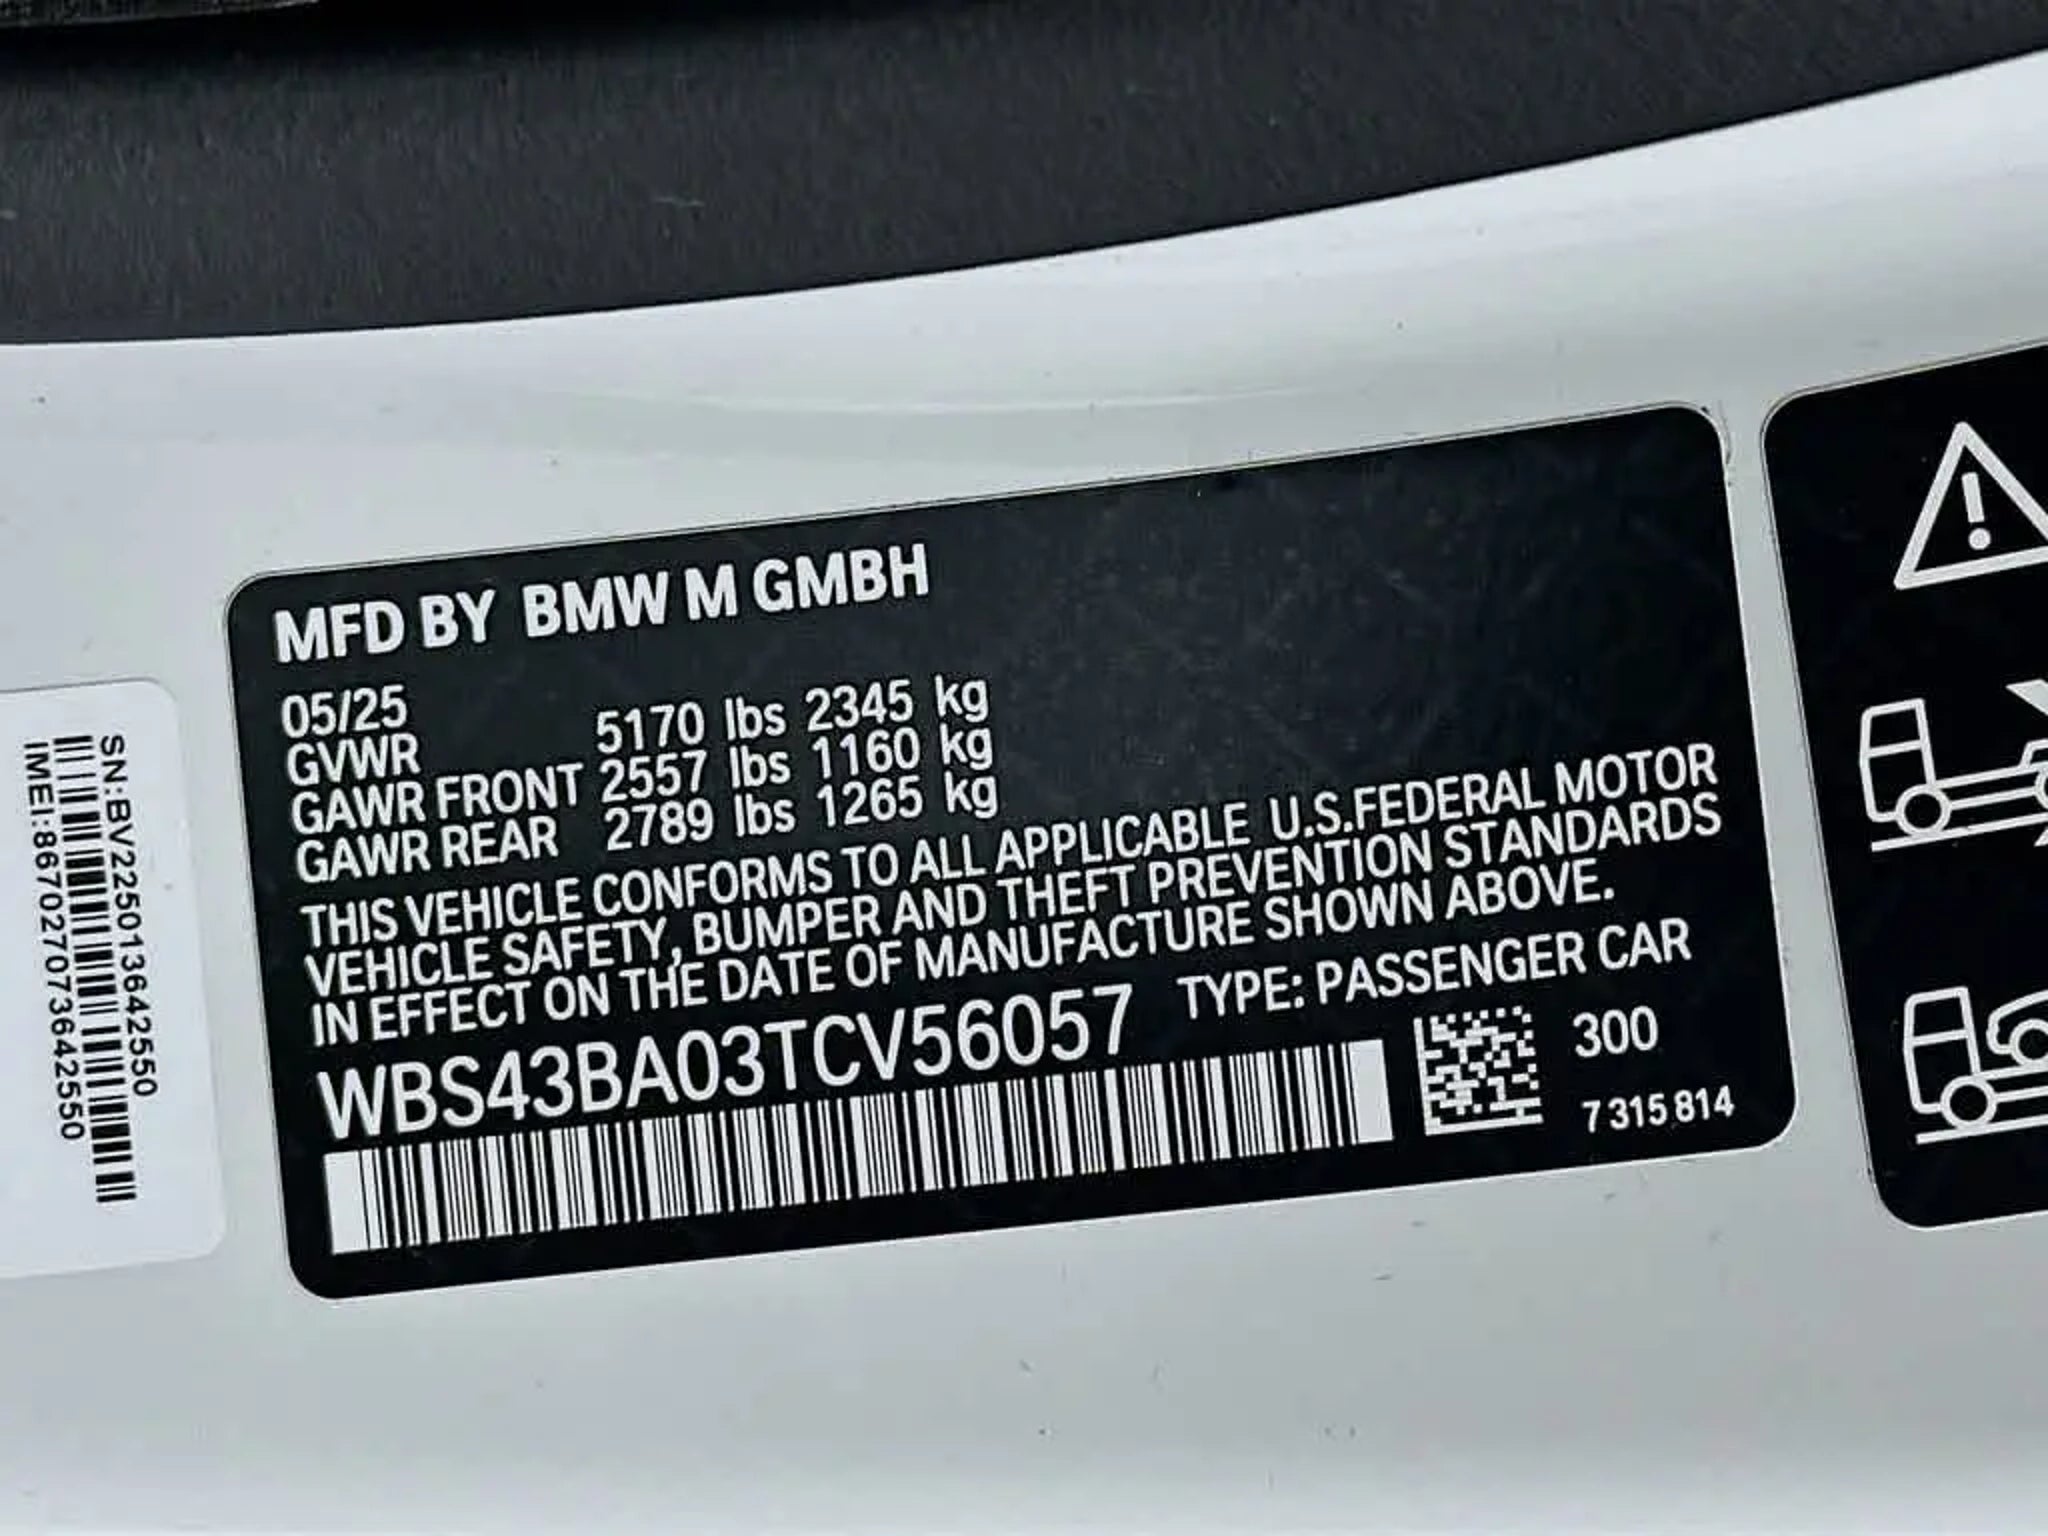 MFD BY BMW M GMBH
05/25
GVWR 5170 lbs 2345 kg
GAWR FRONT 2557 lbs 1160 kg
GAWR REAR 2789 lbs 1265 kg
THIS VEHICLE CONFORMS TO ALL APPLICABLE U.S.FEDERAL MOTOR
VEHICLE SAFETY, BUMPER AND THEFT PREVENTION STANDARDS
IN EFFECT ON THE DATE OF MANUFACTURE SHOWN ABOVE.
WBS43BA03TCV56057 TYPE: PASSENGER CAR
300
7 315 814
SN:BV225013642550
IMEI:867027073642550